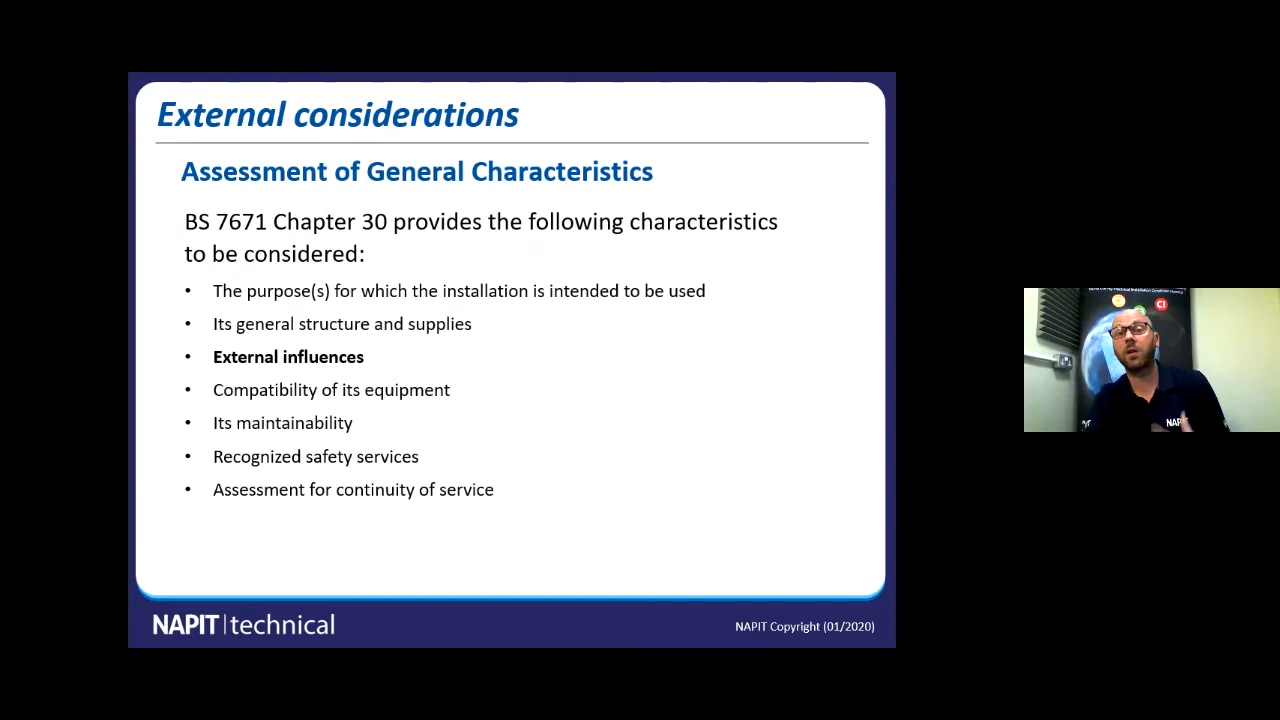 External considerations
Assessment of General Characteristics
BS 7671 Chapter 30 provides the following characteristics
to be considered:
• The purpose(s) for which the installation is intended to be used
• Its general structure and supplies
• External influences
• Compatibility of its equipment
• Its maintainability
• Recognized safety services
• Assessment for continuity of service
NAPIT | technical
NAPIT Copyright (01/2020)
CI
NAPIT